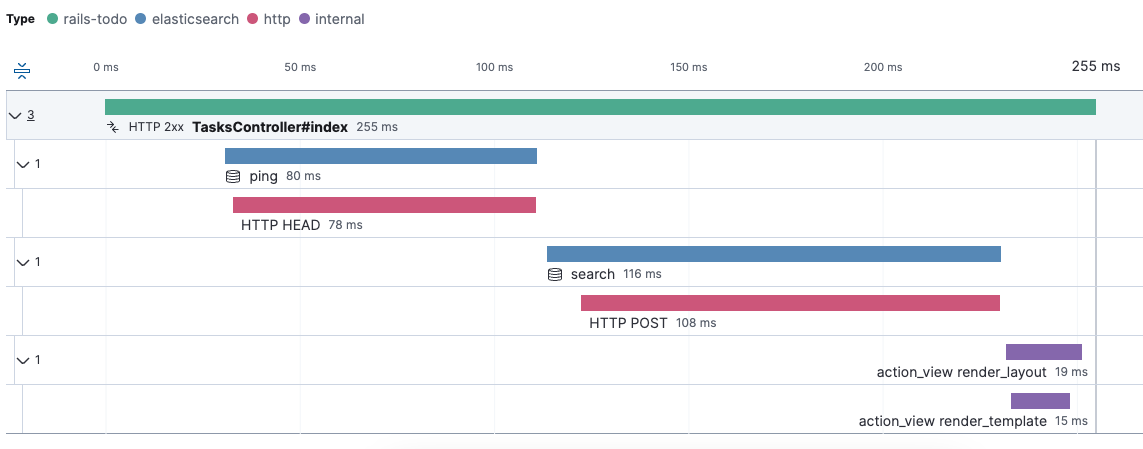 Type rails-todo elasticsearch http internal
0 ms 50 ms 100 ms 150 ms 200 ms 255 ms
3
HTTP 2xx TasksController#index 255 ms
1
ping 80 ms
HTTP HEAD 78 ms
1
search 116 ms
HTTP POST 108 ms
1
action_view render_layout 19 ms
action_view render_template 15 ms